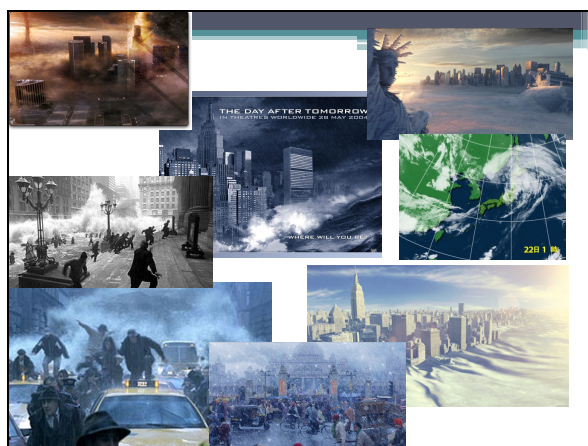 THE DAY AFTER TOMORROW
IN THEATRES WORLDWIDE 28 MAY 2004
WHERE WILL YOU BE?
22日 1 時
TAXI